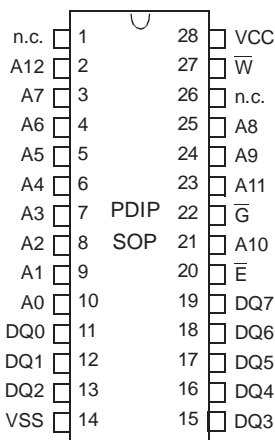 n.c. 1 28 VCC
A12 2 27 W̅
A7 3 26 n.c.
A6 4 25 A8
A5 5 24 A9
A4 6 23 A11
A3 7 PDIP 22 G̅
A2 8 SOP 21 A10
A1 9 20 E̅
A0 10 19 DQ7
DQ0 11 18 DQ6
DQ1 12 17 DQ5
DQ2 13 16 DQ4
VSS 14 15 DQ3